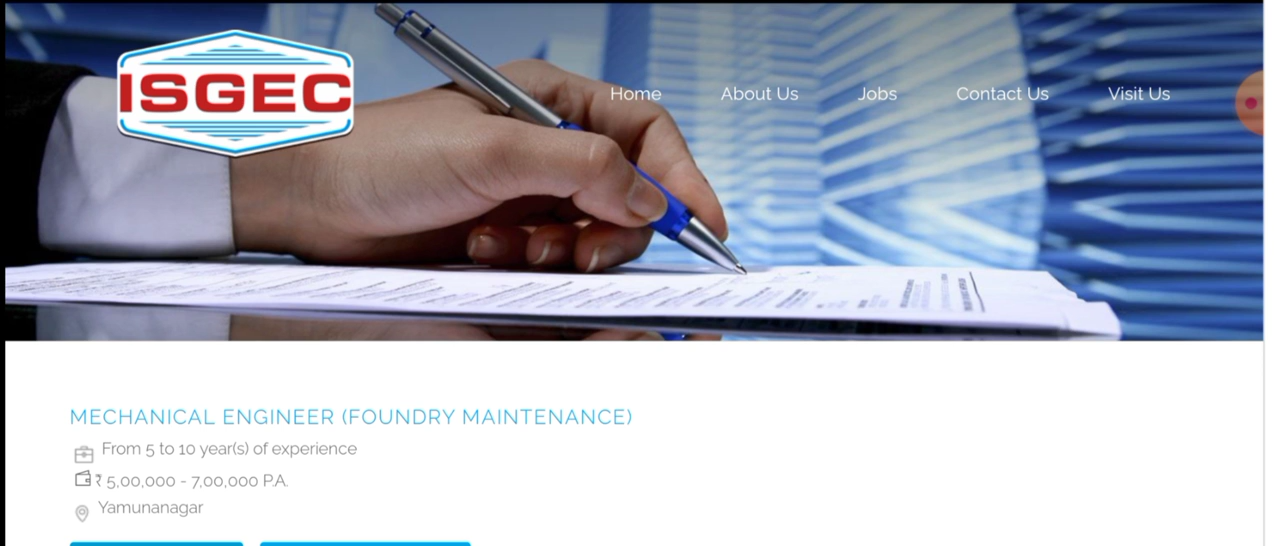 ISGEC
Home About Us Jobs Contact Us Visit Us
MECHANICAL ENGINEER (FOUNDRY MAINTENANCE)
From 5 to 10 year(s) of experience
₹ 5,00,000 - 7,00,000 P.A.
Yamunanagar